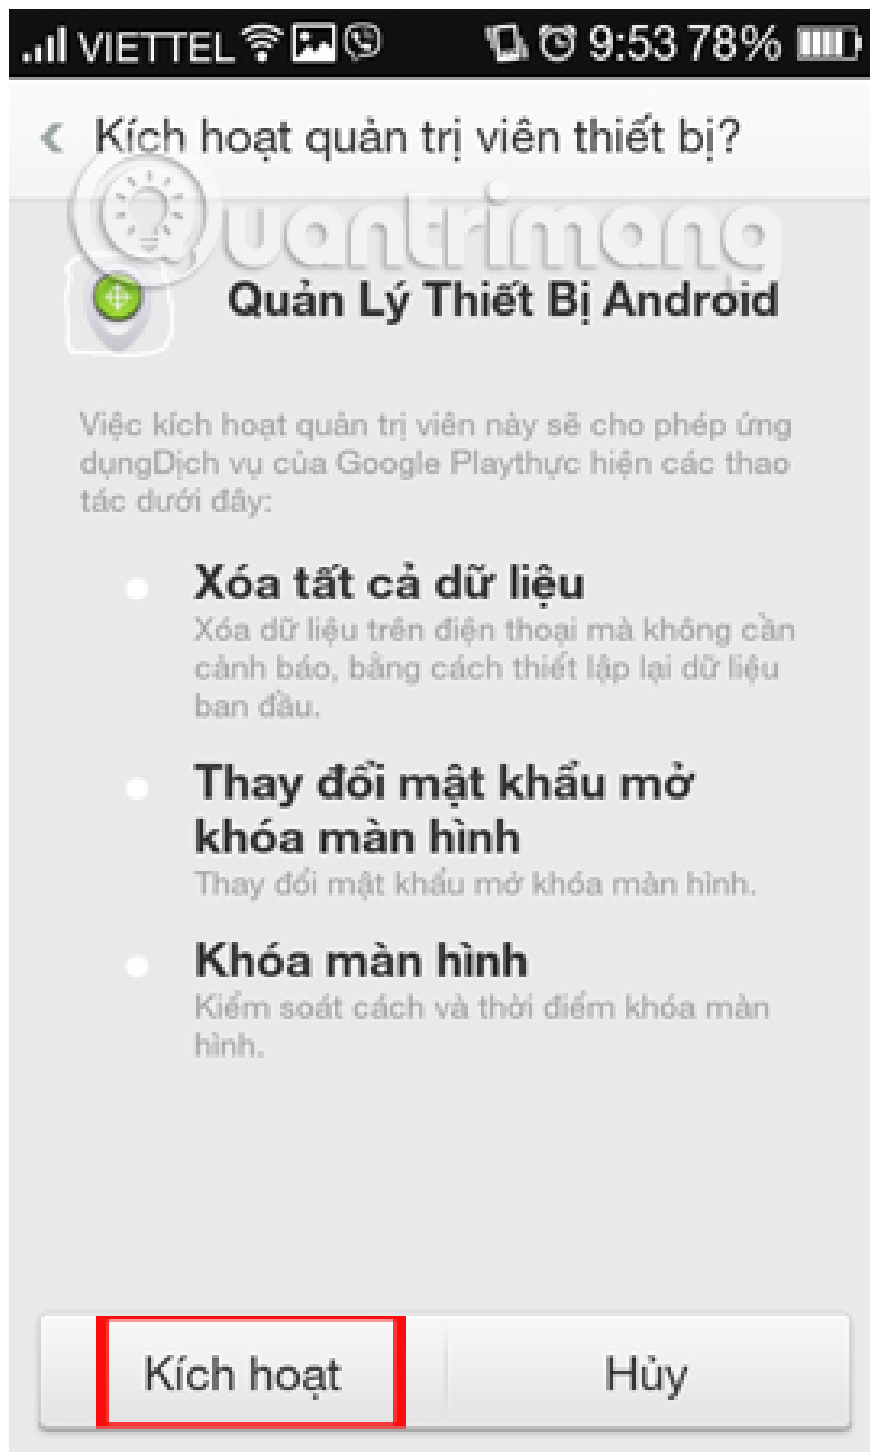 VIETTEL 9:53 78%
Kích hoạt quản trị viên thiết bị?
Quantrimang
Quản Lý Thiết Bị Android
Việc kích hoạt quản trị viên này sẽ cho phép ứng
dụngDịch vụ của Google Playthực hiện các thao
tác dưới đây:
Xóa tất cả dữ liệu
Xóa dữ liệu trên điện thoại mà không cần
cảnh báo, bằng cách thiết lập lại dữ liệu
ban đầu.
Thay đổi mật khẩu mở
khóa màn hình
Thay đổi mật khẩu mở khóa màn hình.
Khóa màn hình
Kiểm soát cách và thời điểm khóa màn
hình.
Kích hoạt Hủy